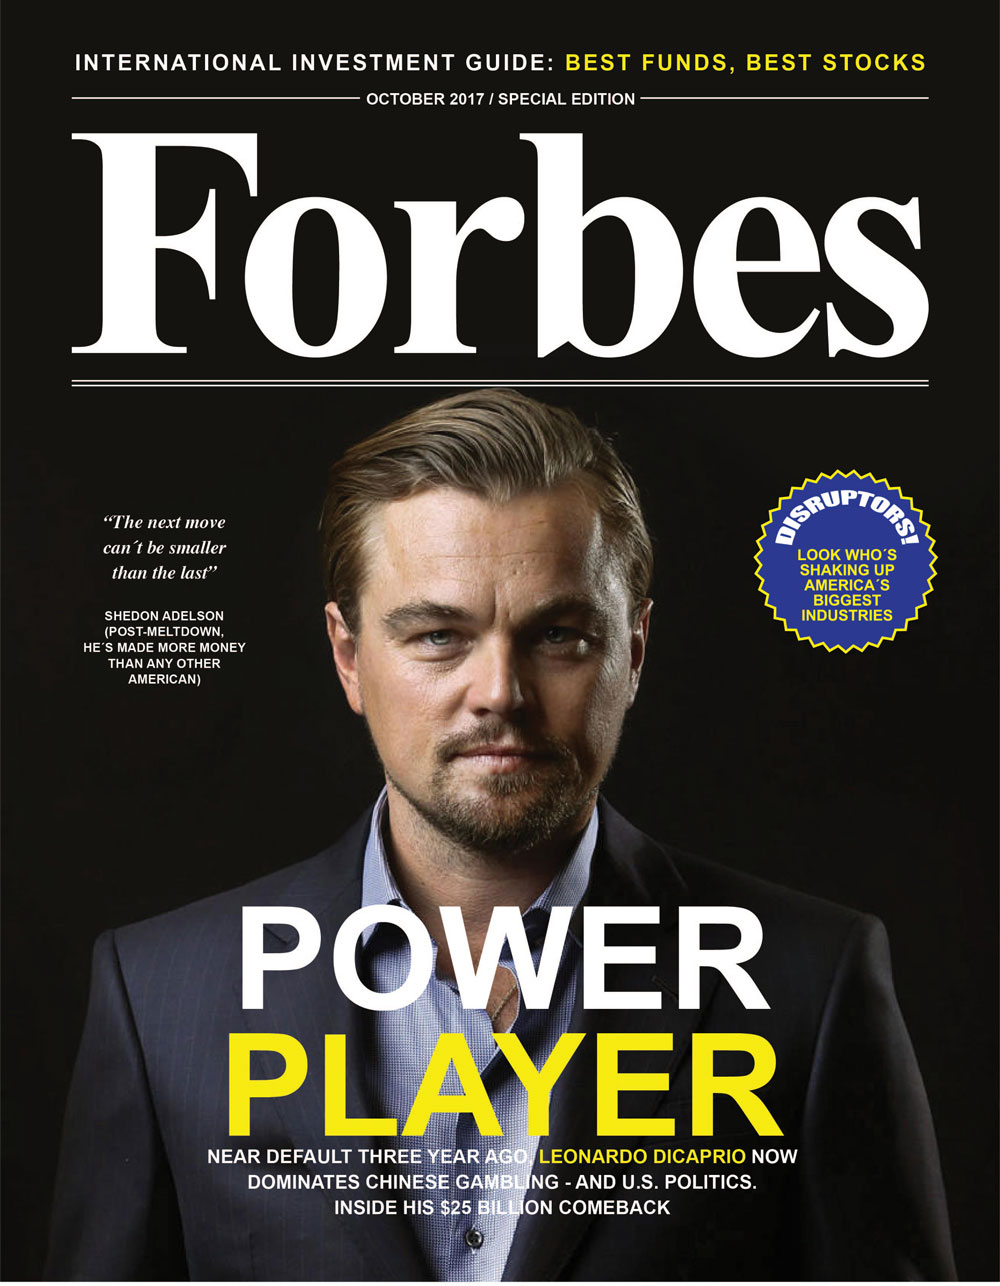 INTERNATIONAL INVESTMENT GUIDE: BEST FUNDS, BEST STOCKS
OCTOBER 2017 / SPECIAL EDITION
Forbes
“The next move
can´t be smaller
than the last”
SHEDON ADELSON
(POST-MELTDOWN,
HE´S MADE MORE MONEY
THAN ANY OTHER
AMERICAN)
DISRUPTORS!
LOOK WHO´S
SHAKING UP
AMERICA´S
BIGGEST
INDUSTRIES
POWER
PLAYER
NEAR DEFAULT THREE YEAR AGO, LEONARDO DICAPRIO NOW
DOMINATES CHINESE GAMBLING - AND U.S. POLITICS.
INSIDE HIS $25 BILLION COMEBACK